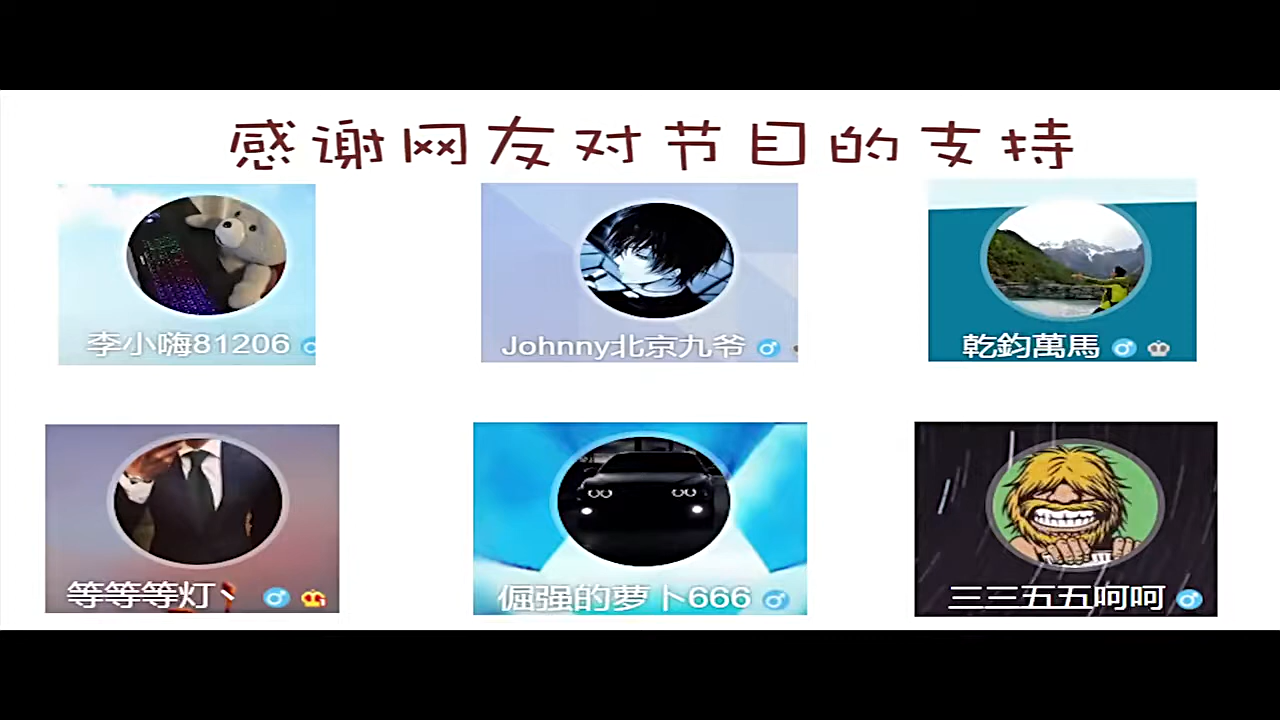 感谢网友对节目的支持
李小嗨81206
Johnny北京九爷
乾鈞萬馬
等等等灯丶
倔强的萝卜666
三三五五呵呵